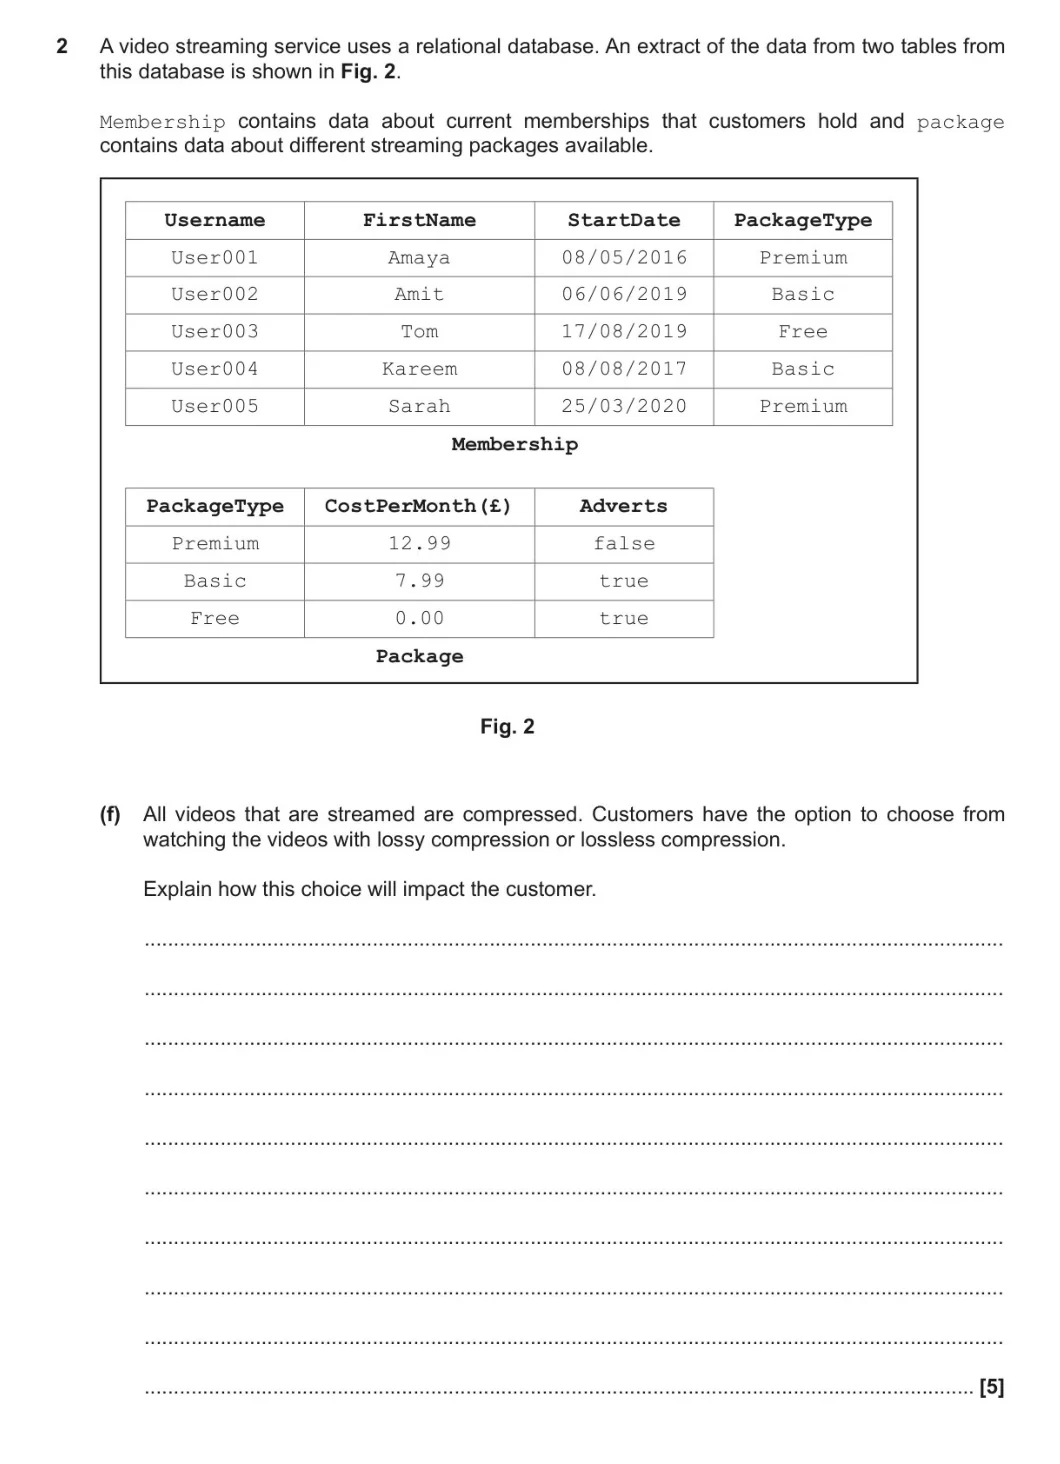 2 A video streaming service uses a relational database. An extract of the data from two tables from
this database is shown in Fig. 2.
Membership contains data about current memberships that customers hold and package
contains data about different streaming packages available.
Username FirstName StartDate PackageType
User001 Amaya 08/05/2016 Premium
User002 Amit 06/06/2019 Basic
User003 Tom 17/08/2019 Free
User004 Kareem 08/08/2017 Basic
User005 Sarah 25/03/2020 Premium
Membership
PackageType CostPerMonth(£) Adverts
Premium 12.99 false
Basic 7.99 true
Free 0.00 true
Package
Fig. 2
(f) All videos that are streamed are compressed. Customers have the option to choose from
watching the videos with lossy compression or lossless compression.
Explain how this choice will impact the customer.
[5]